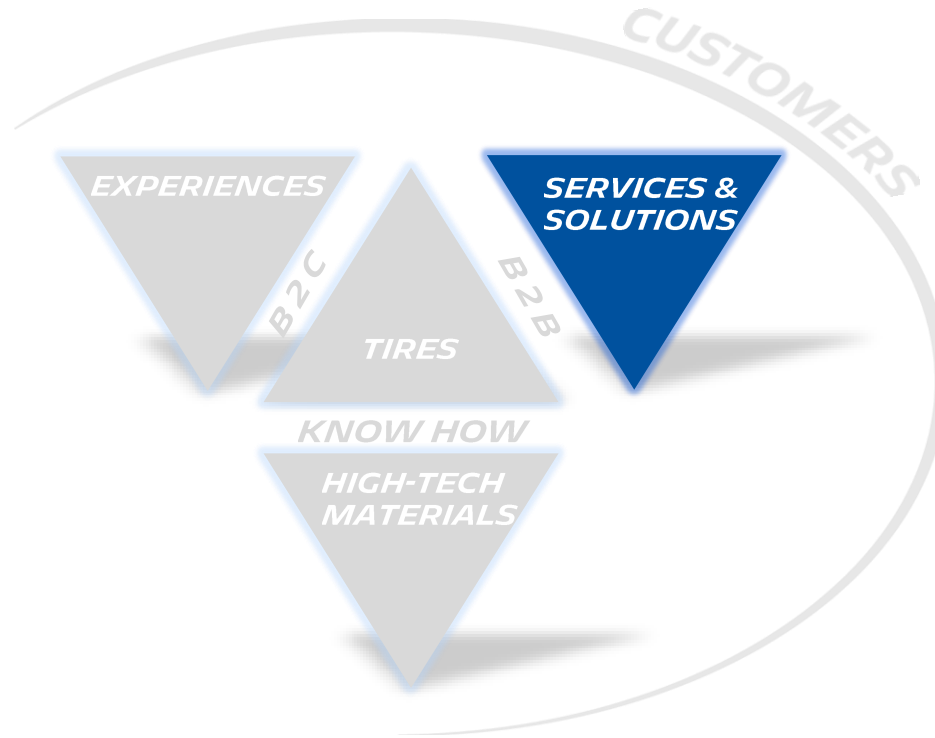 CUSTOMERS
EXPERIENCES
SERVICES &
SOLUTIONS
B2C
B2B
TIRES
KNOW HOW
HIGH-TECH
MATERIALS